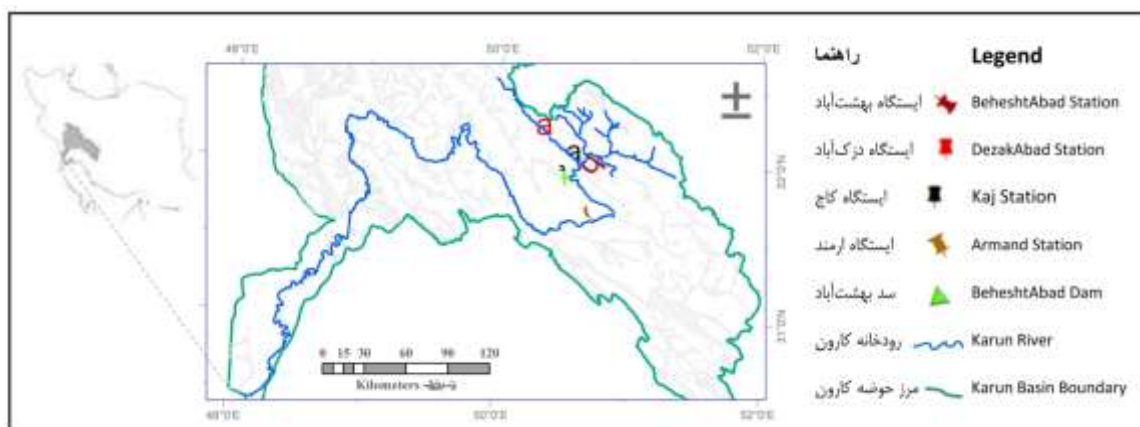 48°0'E 50°0'E 52°0'E
راهنما Legend
ایستگاه بهشت‌آباد BeheshtAbad Station
ایستگاه دزک‌آباد DezakAbad Station
32°0'N
ایستگاه کاج Kaj Station
ایستگاه ارمند Armand Station
سد بهشت‌آباد BeheshtAbad Dam
31°0'N
رودخانه کارون Karun River
0 15 30 60 90 120
Kilometers
مرز حوضه کارون Karun Basin Boundary
48°0'E 50°0'E 52°0'E